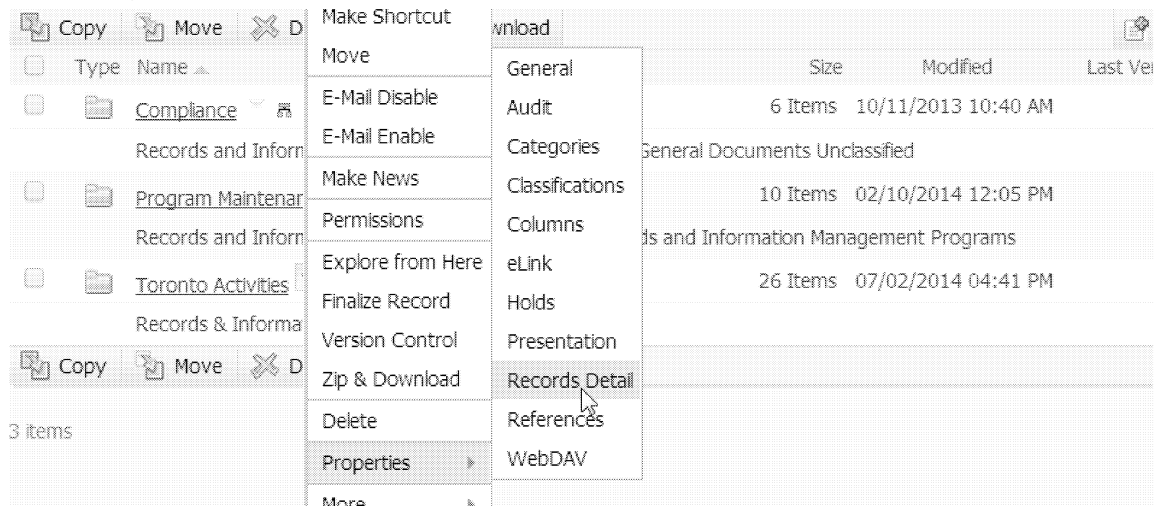 Copy Move D Make Shortcut wnload
Move
Type Name Size Modified Last Ver
General
E-Mail Disable
Compliance 6 Items 10/11/2013 10:40 AM
Audit
E-Mail Enable
Records and Inforn Categories General Documents Unclassified
Make News
Classifications
Program Maintenan 10 Items 02/10/2014 12:05 PM
Permissions
Columns
Records and Inforn ds and Information Management Programs
Explore from Here
eLink
Toronto Activities 26 Items 07/02/2014 04:41 PM
Finalize Record
Holds
Records & Informa
Version Control
Presentation
Copy Move D
Zip & Download
Records Detail
Delete
References
3 items
Properties
WebDAV
More